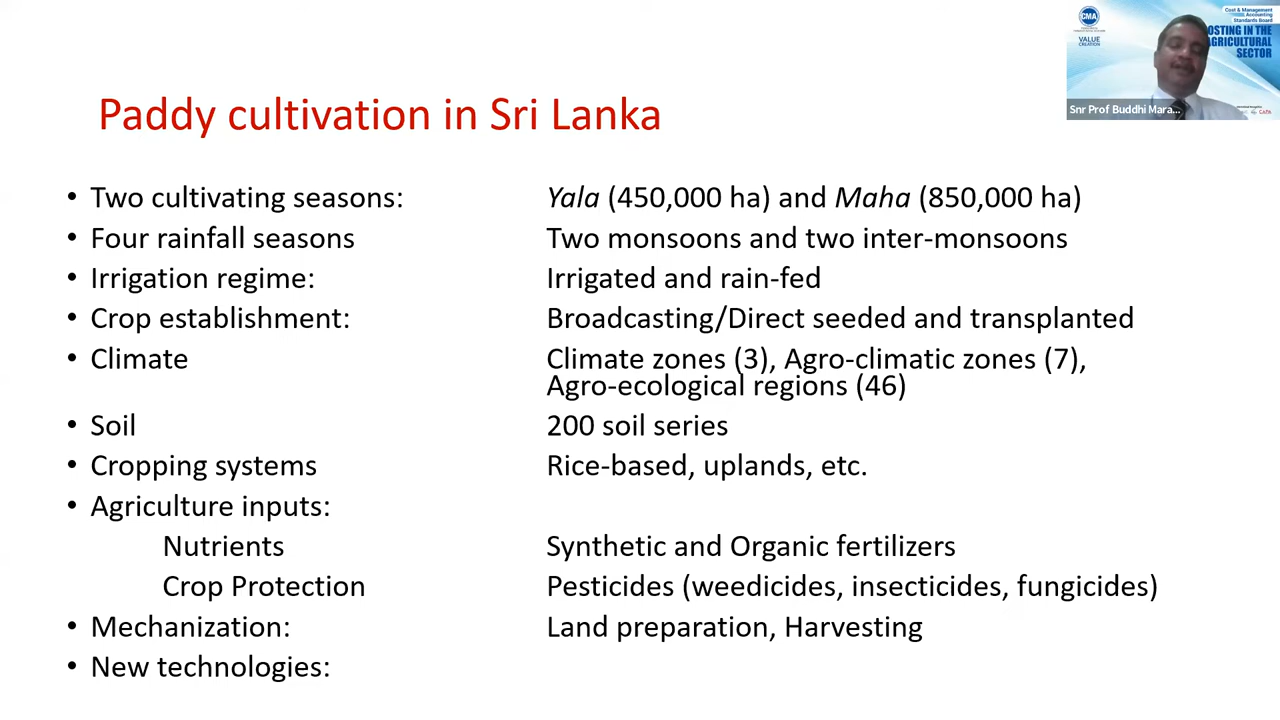 Cost & Management
Accounting
Standards Board
CMA
OSTING IN THE
VALUE
CREATION
AGRICULTURAL
SECTOR
Snr Prof Buddhi Mara...
CAPA
Paddy cultivation in Sri Lanka
• Two cultivating seasons: Yala (450,000 ha) and Maha (850,000 ha)
• Four rainfall seasons Two monsoons and two inter-monsoons
• Irrigation regime: Irrigated and rain-fed
• Crop establishment: Broadcasting/Direct seeded and transplanted
• Climate Climate zones (3), Agro-climatic zones (7),
Agro-ecological regions (46)
• Soil 200 soil series
• Cropping systems Rice-based, uplands, etc.
• Agriculture inputs:
Nutrients Synthetic and Organic fertilizers
Crop Protection Pesticides (weedicides, insecticides, fungicides)
• Mechanization: Land preparation, Harvesting
• New technologies: